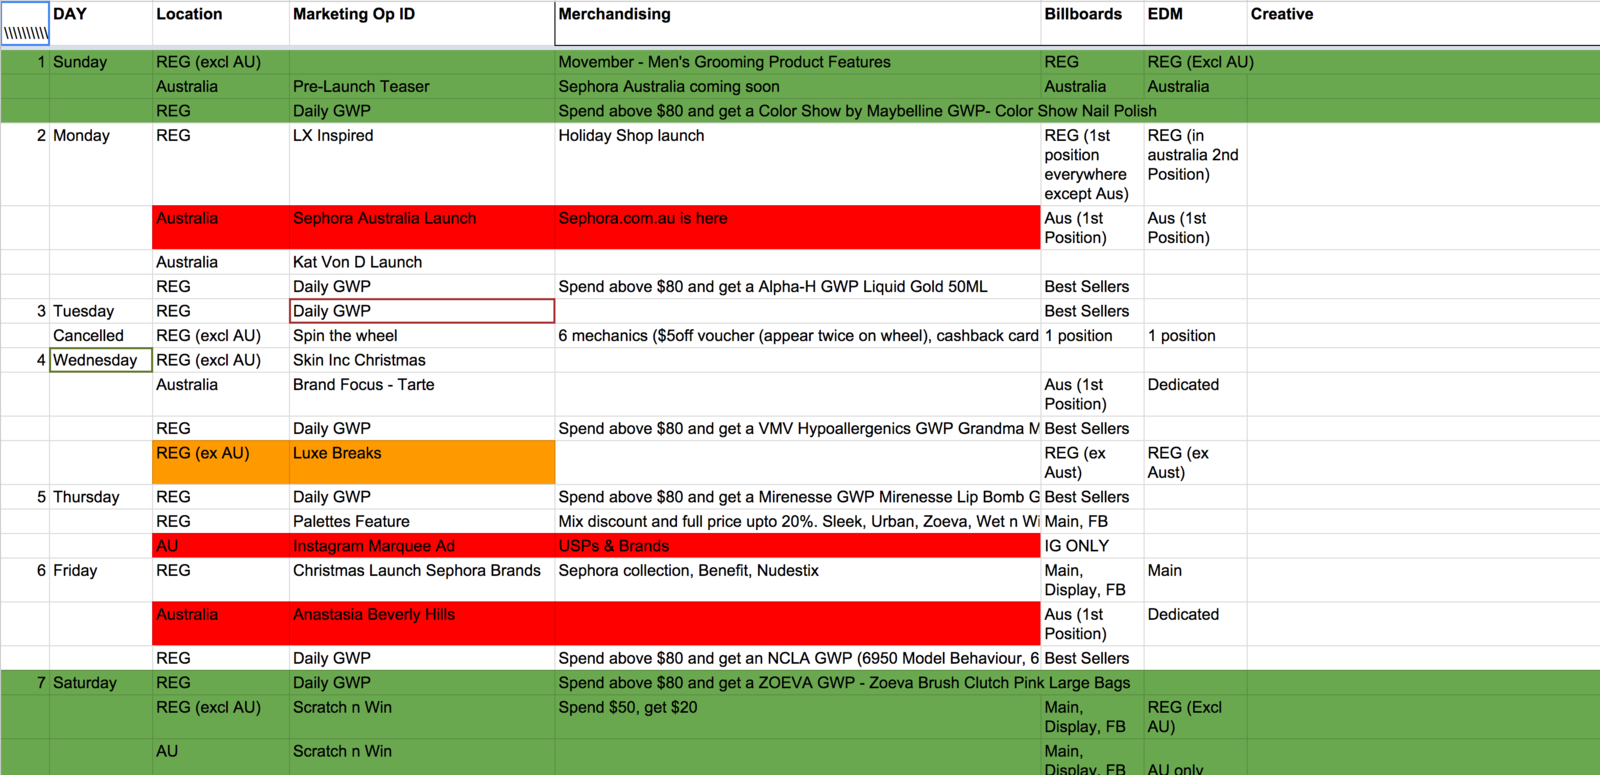 DAY Location Marketing Op ID Merchandising Billboards EDM Creative
\\\\\\\\\\
1 Sunday REG (excl AU) Movember - Men's Grooming Product Features REG REG (Excl AU)
Australia Pre-Launch Teaser Sephora Australia coming soon Australia Australia
REG Daily GWP Spend above $80 and get a Color Show by Maybelline GWP- Color Show Nail Polish
2 Monday REG LX Inspired Holiday Shop launch REG (1st REG (in
position australia 2nd
everywhere Position)
except Aus)
Australia Sephora Australia Launch Sephora.com.au is here Aus (1st Aus (1st
Position) Position)
Australia Kat Von D Launch
REG Daily GWP Spend above $80 and get a Alpha-H GWP Liquid Gold 50ML Best Sellers
3 Tuesday REG Daily GWP Best Sellers
Cancelled REG (excl AU) Spin the wheel 6 mechanics ($5off voucher (appear twice on wheel), cashback card 1 position 1 position
4 Wednesday REG (excl AU) Skin Inc Christmas
Australia Brand Focus - Tarte Aus (1st Dedicated
Position)
REG Daily GWP Spend above $80 and get a VMV Hypoallergenics GWP Grandma M Best Sellers
REG (ex AU) Luxe Breaks REG (ex REG (ex
Aust) Aust)
5 Thursday REG Daily GWP Spend above $80 and get a Mirenesse GWP Mirenesse Lip Bomb G Best Sellers
REG Palettes Feature Mix discount and full price upto 20%. Sleek, Urban, Zoeva, Wet n Wi Main, FB
AU Instagram Marquee Ad USPs & Brands IG ONLY
6 Friday REG Christmas Launch Sephora Brands Sephora collection, Benefit, Nudestix Main, Main
Display, FB
Australia Anastasia Beverly Hills Aus (1st Dedicated
Position)
REG Daily GWP Spend above $80 and get an NCLA GWP (6950 Model Behaviour, 6 Best Sellers
7 Saturday REG Daily GWP Spend above $80 and get a ZOEVA GWP - Zoeva Brush Clutch Pink Large Bags
REG (excl AU) Scratch n Win Spend $50, get $20 Main, REG (Excl
Display, FB AU)
AU Scratch n Win Main,
Display, FB AU only